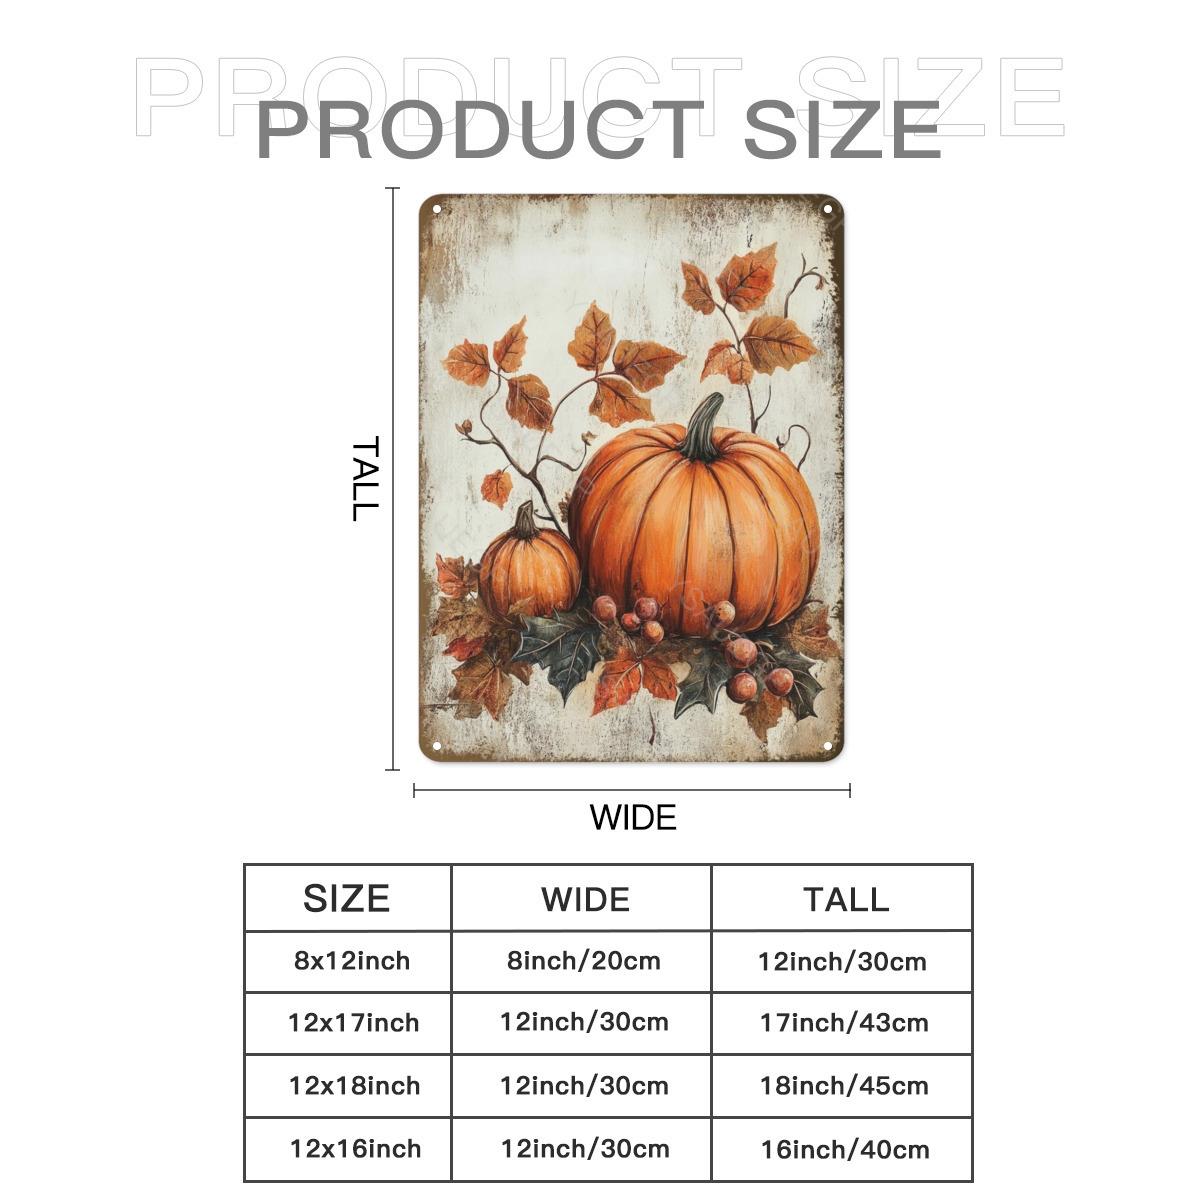 PRODUCT SIZE
PRODUCT SIZE
TALL
WIDE
SIZE WIDE TALL
8x12inch 8inch/20cm 12inch/30cm
12x17inch 12inch/30cm 17inch/43cm
12x18inch 12inch/30cm 18inch/45cm
12x16inch 12inch/30cm 16inch/40cm